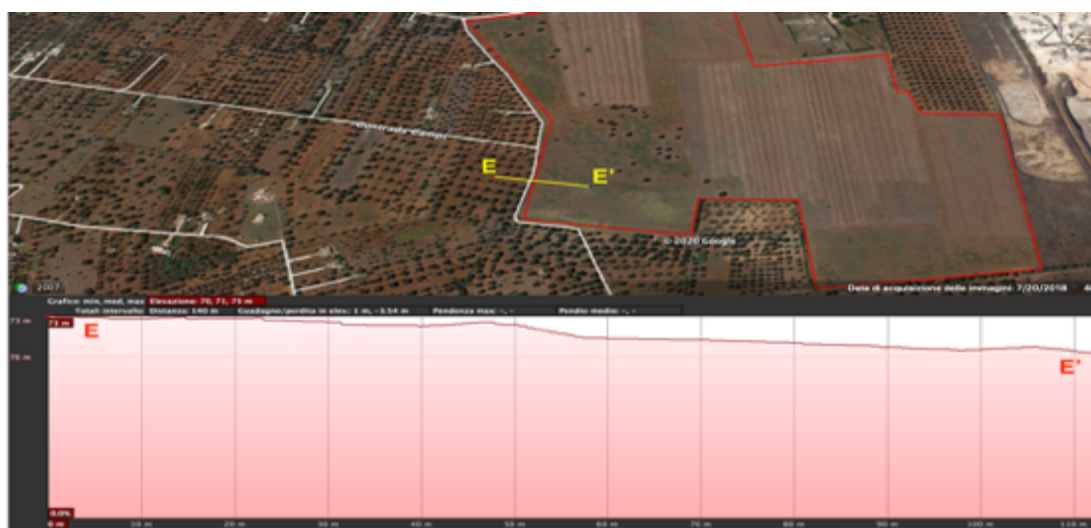 Contrada Campi
E E'
© 2020 Google
2007 Data di acquisizione delle immagini: 7/20/2018 4
Grafico: min, med, max Elevazione: 70, 71, 73 m
Totali intervallo: Distanza: 140 m Guadagno/perdita in elev.: 1 m, -3.54 m Pendenza max: -, - Pendio medio: -, -
73 m 71 m
E
70 m
E'
0.0%
0 m 10 m 20 m 30 m 40 m 50 m 60 m 70 m 80 m 90 m 100 m 110 m